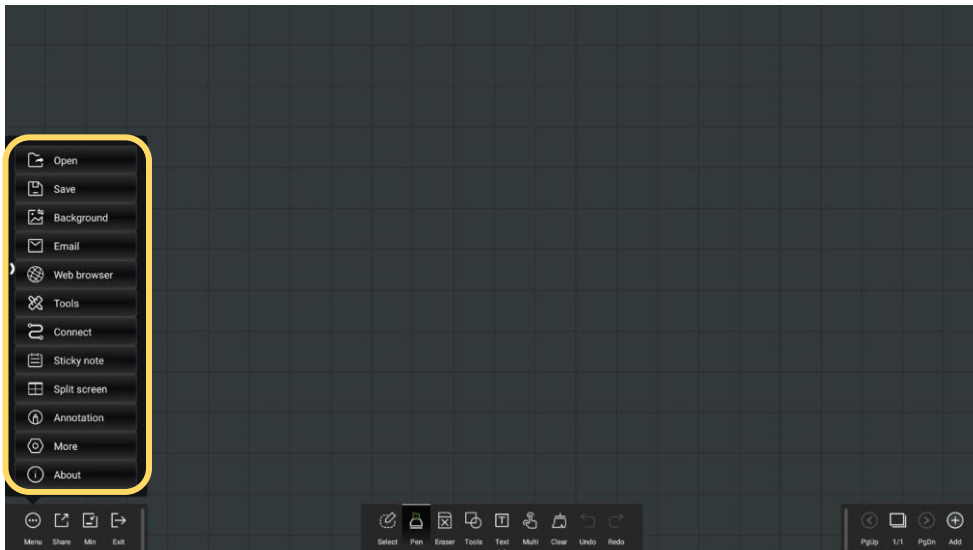 Open
Save
Background
Email
Web browser
Tools
Connect
Sticky note
Split screen
Annotation
More
About
Menu Share Min Exit
Select Pen Eraser Tools Text Multi Clear Undo Redo
PgUp 1/1 PgDn Add